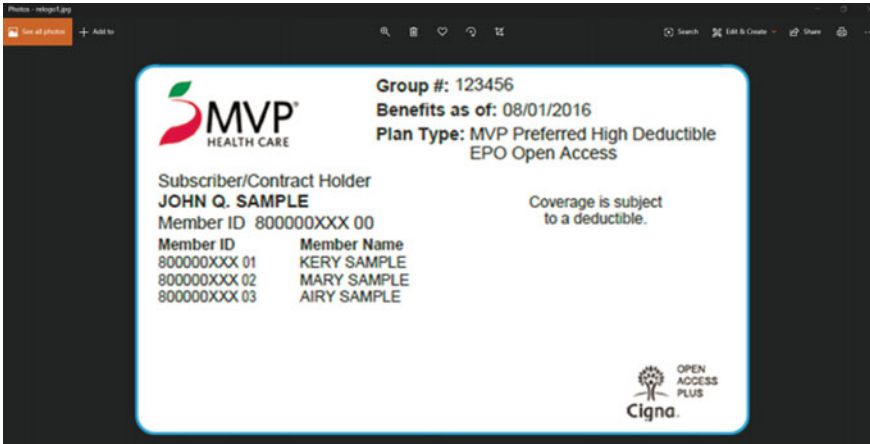 Photos - relogo1.jpg
See all photos
Add to
Search
Edit & Create
Share
MVP
HEALTH CARE
Group #: 123456
Benefits as of: 08/01/2016
Plan Type: MVP Preferred High Deductible
EPO Open Access
Subscriber/Contract Holder
JOHN Q. SAMPLE
Member ID 800000XXX 00
Coverage is subject
to a deductible.
Member ID Member Name
800000XXX 01 KERY SAMPLE
800000XXX 02 MARY SAMPLE
800000XXX 03 AIRY SAMPLE
Cigna.
OPEN
ACCESS
PLUS